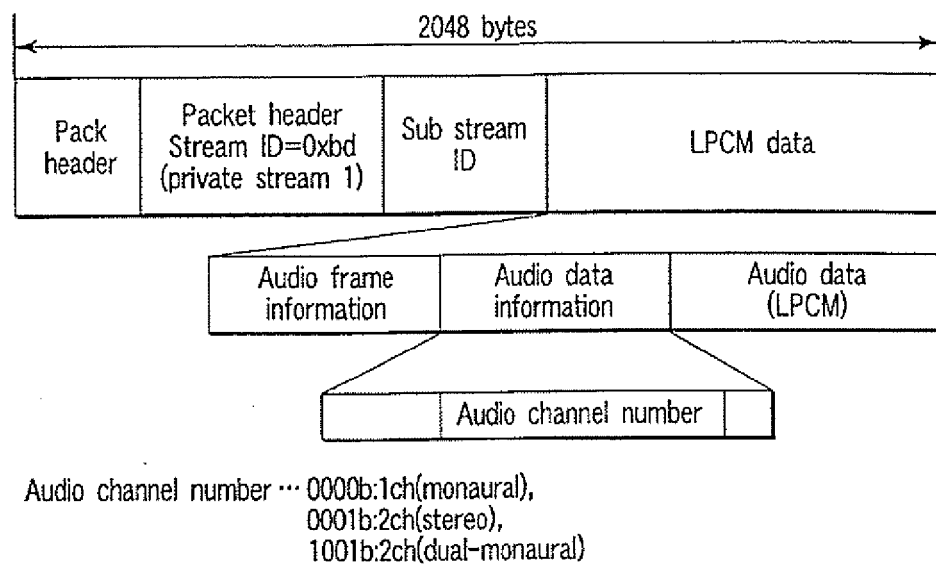 2048 bytes
Pack
header
Packet header
Stream ID=0xbd
(private stream 1)
Sub stream
ID
LPCM data
Audio frame
information
Audio data
information
Audio data
(LPCM)
Audio channel number
Audio channel number ··· 0000b:1ch(monaural),
0001b:2ch(stereo),
1001b:2ch(dual-monaural)